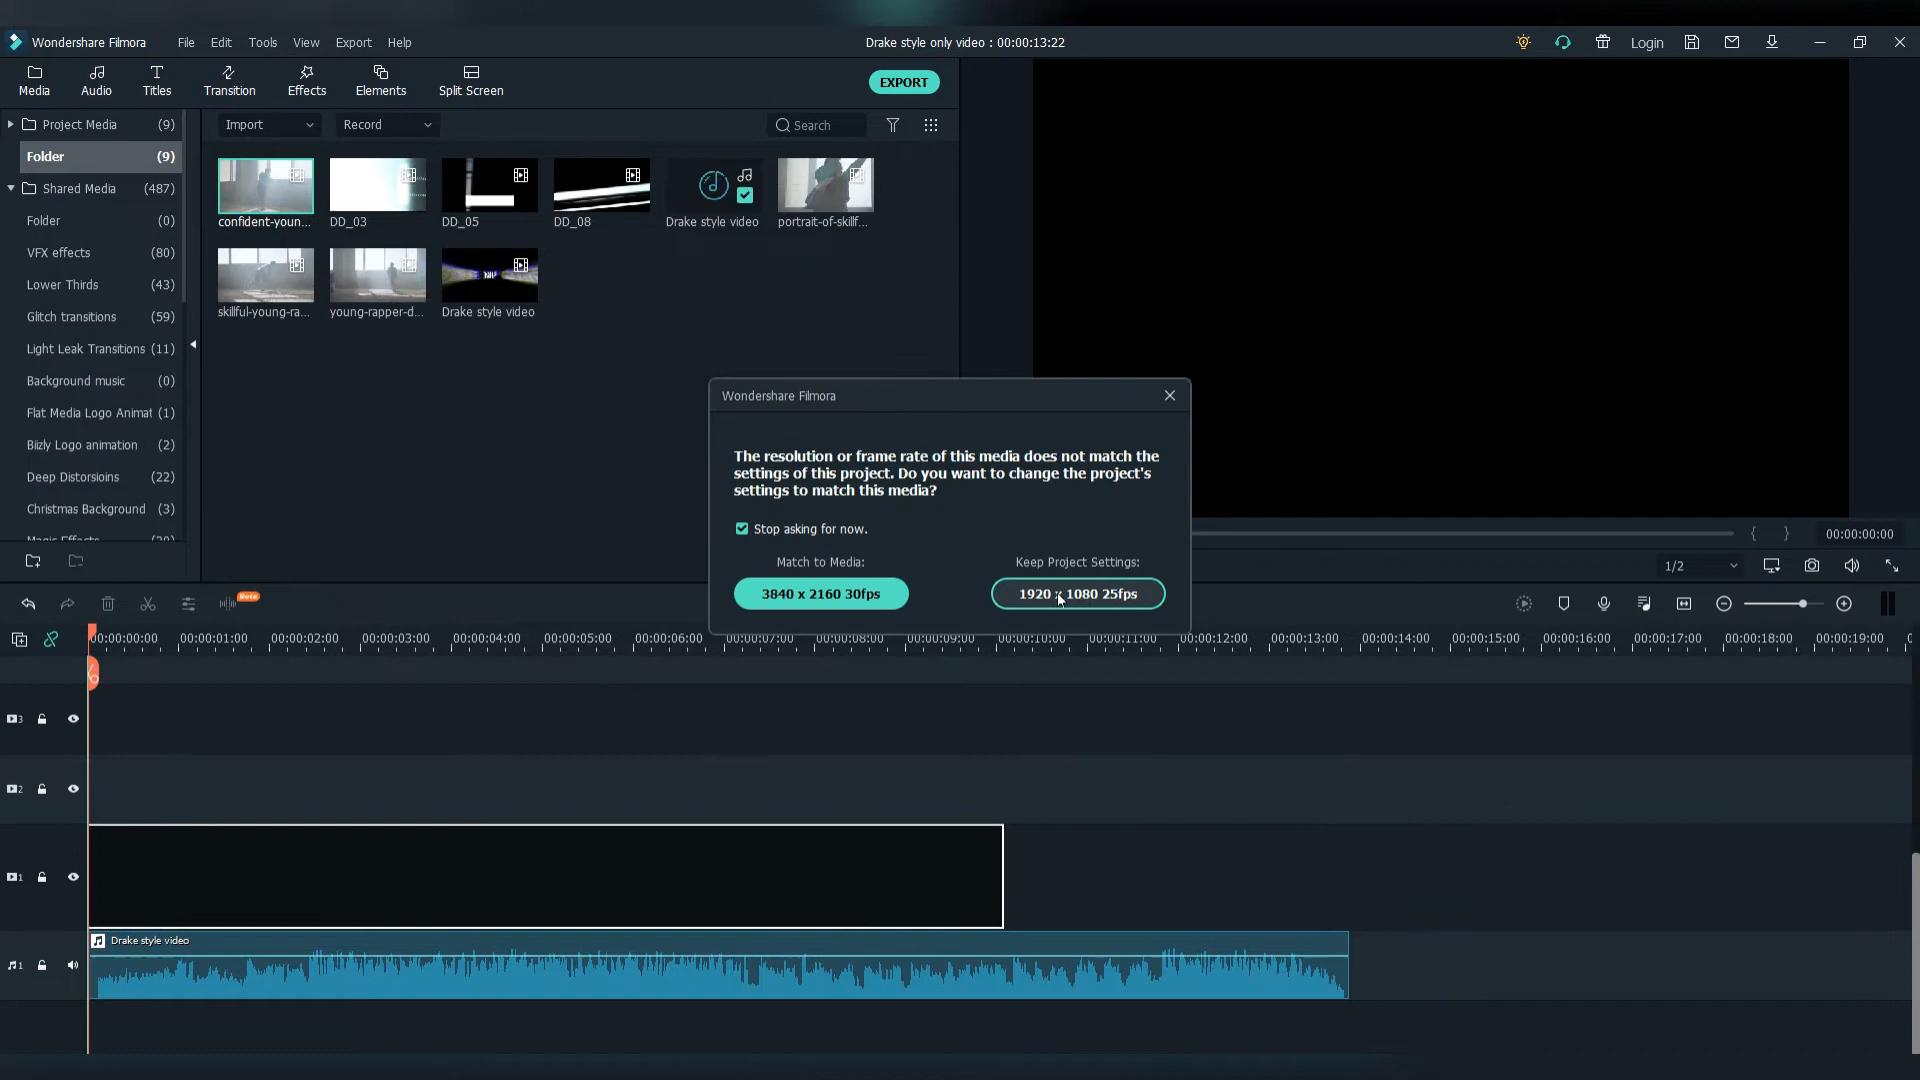 Wondershare Filmora File Edit Tools View Export Help Drake style only video : 00:00:13:22 Login
Media Audio Titles Transition Effects Elements Split Screen EXPORT
Project Media (9) Import Record Search
Folder (9)
Shared Media (487)
Folder (0)
VFX effects (80)
Lower Thirds (43)
Glitch transitions (59)
Light Leak Transitions (11)
Background music (0)
Flat Media Logo Animat (1)
Biizly Logo animation (2)
Deep Distorsioins (22)
Christmas Background (3)
confident-youn... DD_03 DD_05 DD_08 Drake style video portrait-of-skillf...
skillful-young-ra... young-rapper-d... Drake style video
Wondershare Filmora
The resolution or frame rate of this media does not match the
settings of this project. Do you want to change the project's
settings to match this media?
Stop asking for now.
Match to Media: Keep Project Settings:
3840 x 2160 30fps 1920 x 1080 25fps
00:00:00:00
1/2
Beta
00:00:00:00 00:00:01:00 00:00:02:00 00:00:03:00 00:00:04:00 00:00:05:00 00:00:06:00 00:00:07:00 00:00:08:00 00:00:09:00 00:00:10:00 00:00:11:00 00:00:12:00 00:00:13:00 00:00:14:00 00:00:15:00 00:00:16:00 00:00:17:00 00:00:18:00 00:00:19:00
3
2
1
Drake style video
1